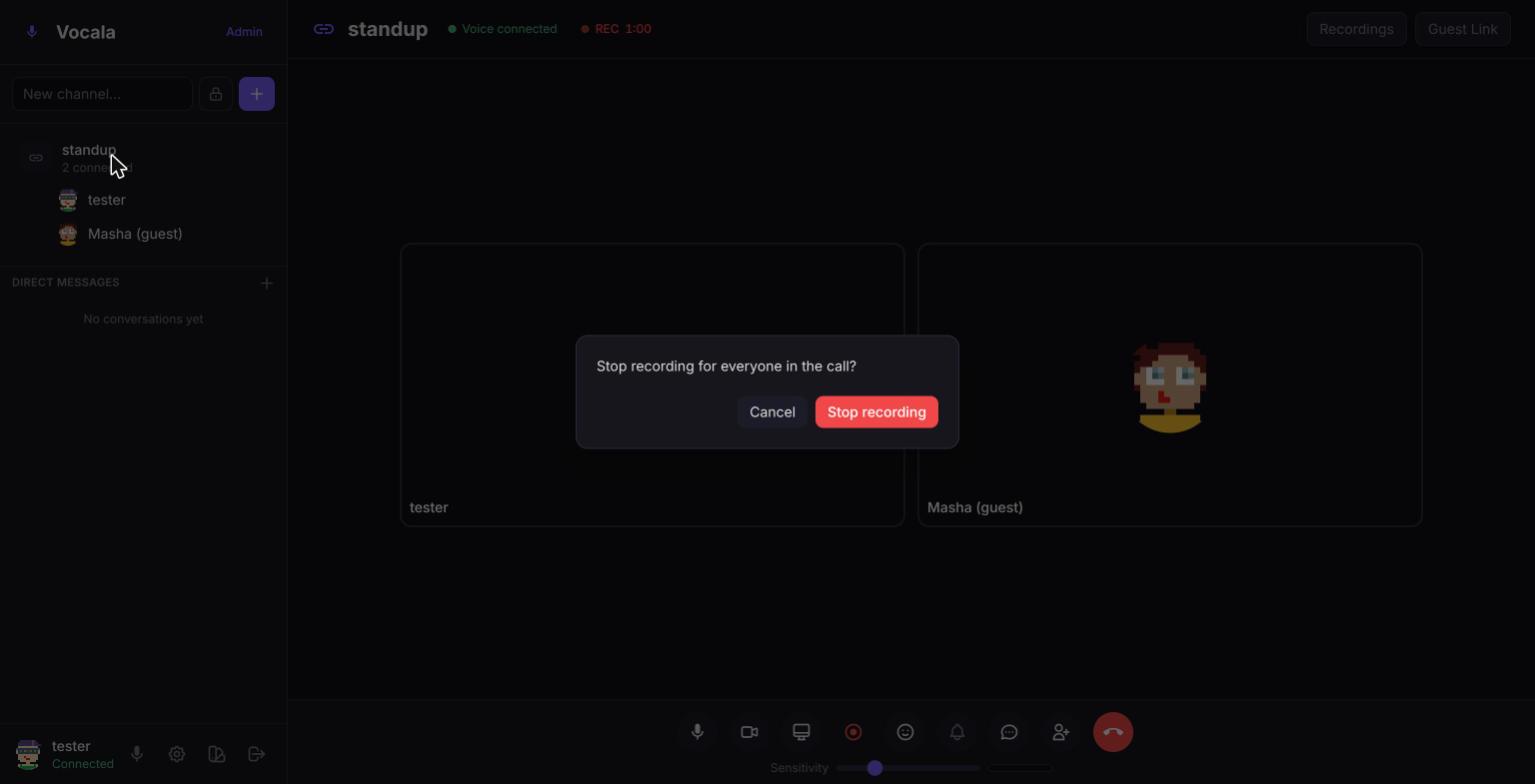 Vocala
Admin
New channel...
standup
2 connected
tester
Masha (guest)
DIRECT MESSAGES
No conversations yet
tester
Connected
standup
Voice connected
REC 1:00
Recordings
Guest Link
Stop recording for everyone in the call?
Cancel
Stop recording
tester
Masha (guest)
Sensitivity